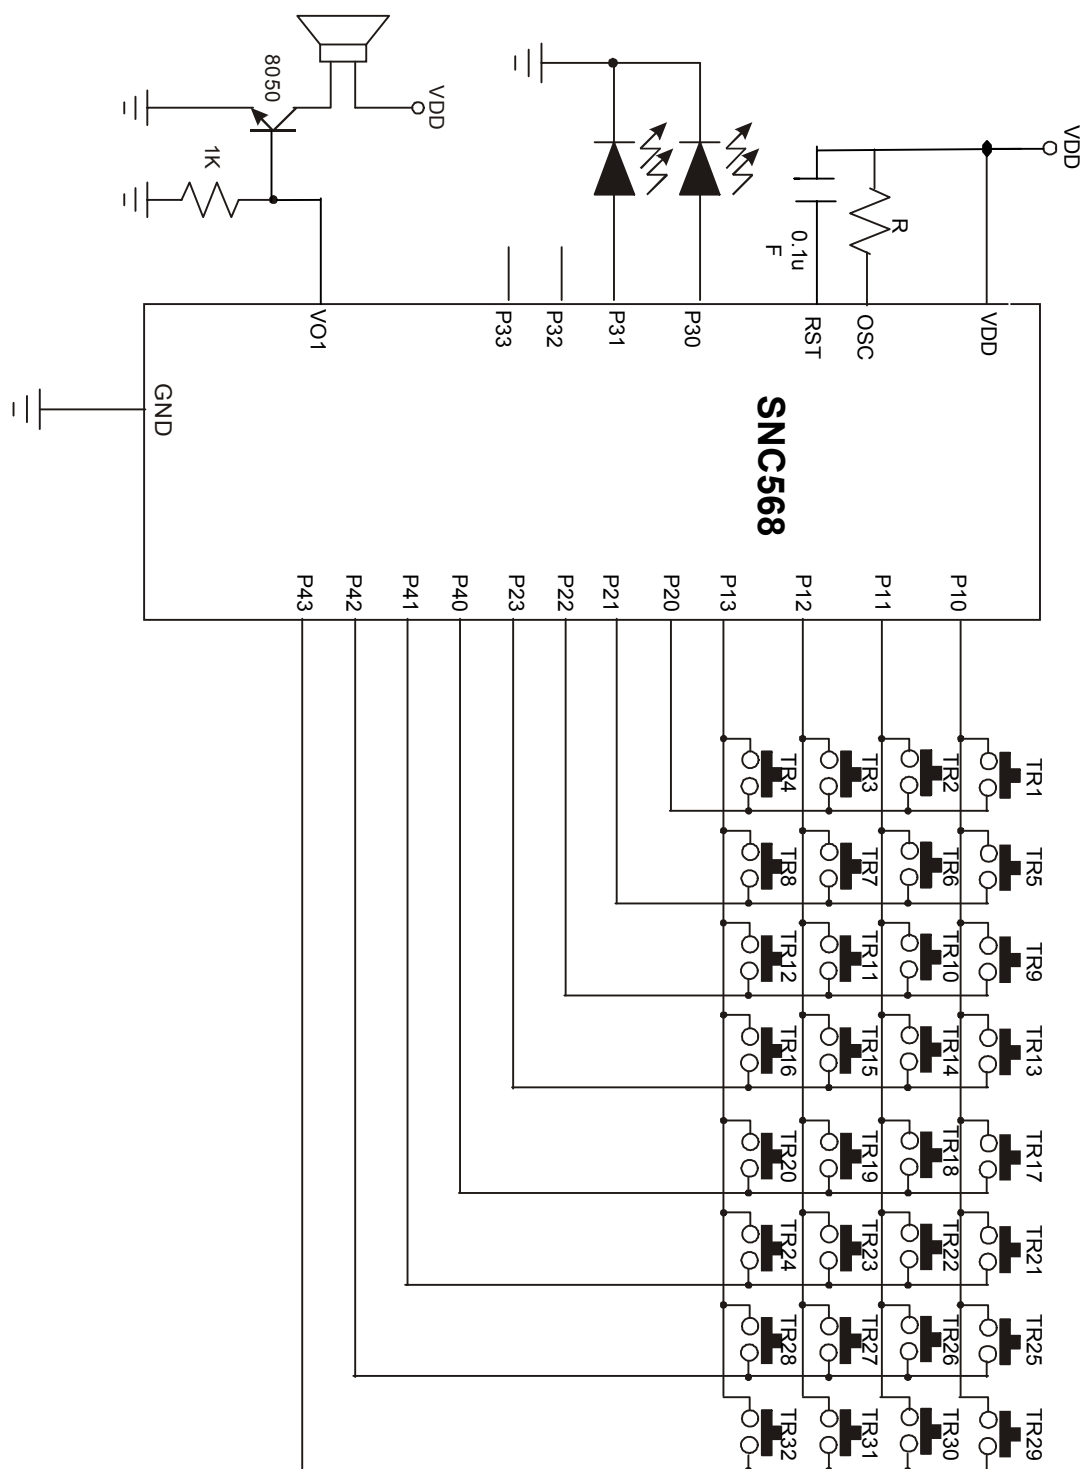 8050
VDD
1K
VDD
R
0.1u
F
VO1
P33
P32
P31
P30
RST
OSC
VDD
GND
SNC568
P43
P42
P41
P40
P23
P22
P21
P20
P13
P12
P11
P10
TR4
TR3
TR2
TR1
TR8
TR7
TR6
TR5
TR12
TR11
TR10
TR9
TR16
TR15
TR14
TR13
TR20
TR19
TR18
TR17
TR24
TR23
TR22
TR21
TR28
TR27
TR26
TR25
TR32
TR31
TR30
TR29